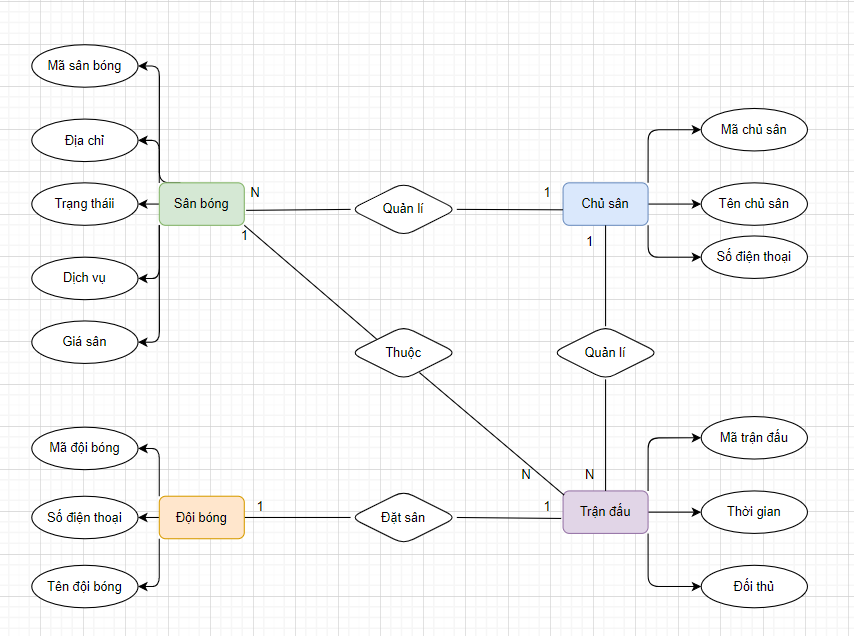 Mã sân bóng
Địa chỉ
Trạng tháii
Dịch vụ
Giá sân
Sân bóng
N
1
Quản lí
1
Chủ sân
1
Mã chủ sân
Tên chủ sân
Số điện thoại
Thuộc
Quản lí
N
N
Mã đội bóng
Số điện thoại
Tên đội bóng
Đội bóng
1
Đặt sân
1
Trận đấu
Mã trận đấu
Thời gian
Đối thủ